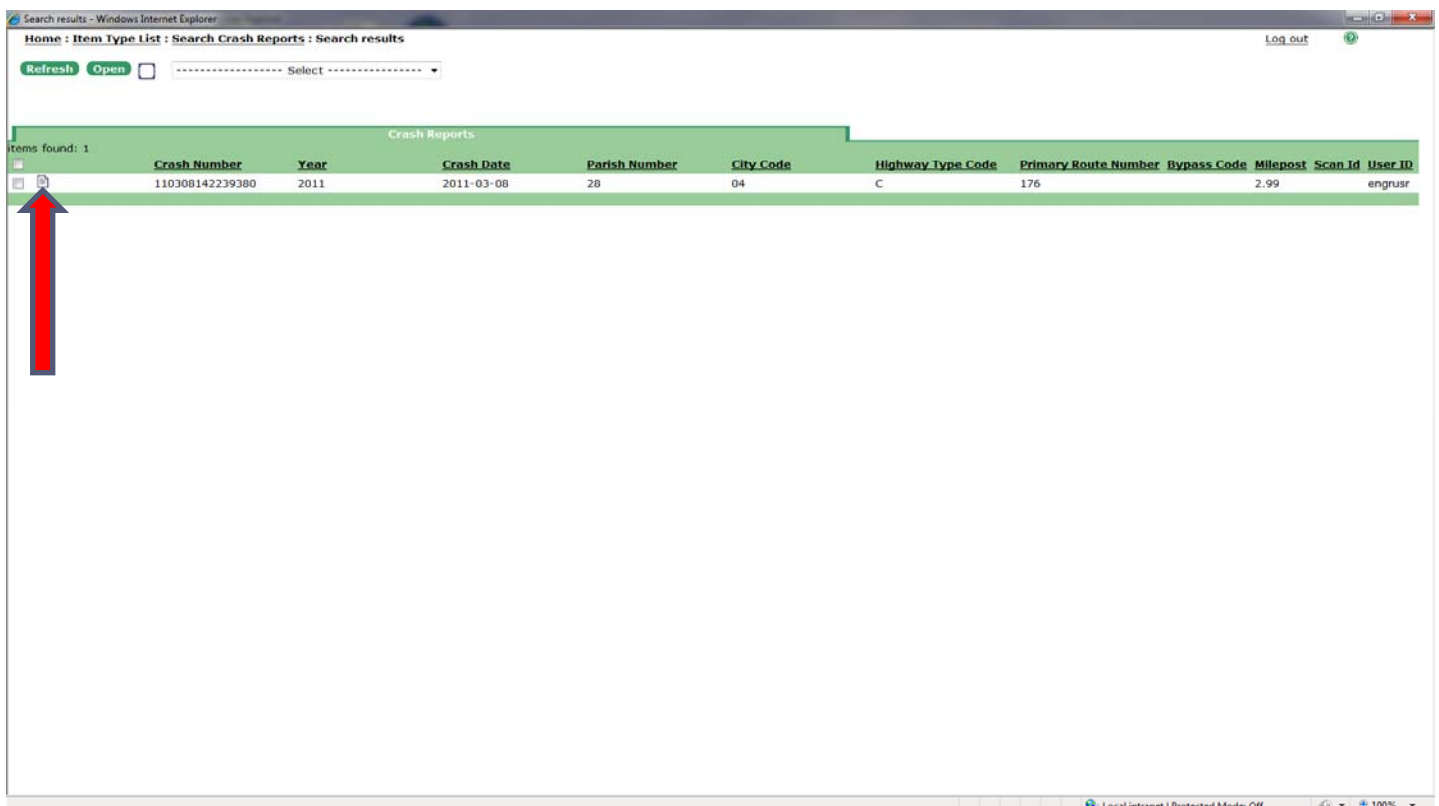 Search results - Windows Internet Explorer
Home : Item Type List : Search Crash Reports : Search results Log out
Refresh Open ----------------- Select ----------------
Crash Reports
items found: 1
Crash Number Year Crash Date Parish Number City Code Highway Type Code Primary Route Number Bypass Code Milepost Scan Id User ID
110308142239380 2011 2011-03-08 28 04 C 176 2.99 engrusr
Local intranet | Protected Mode: Off 100%